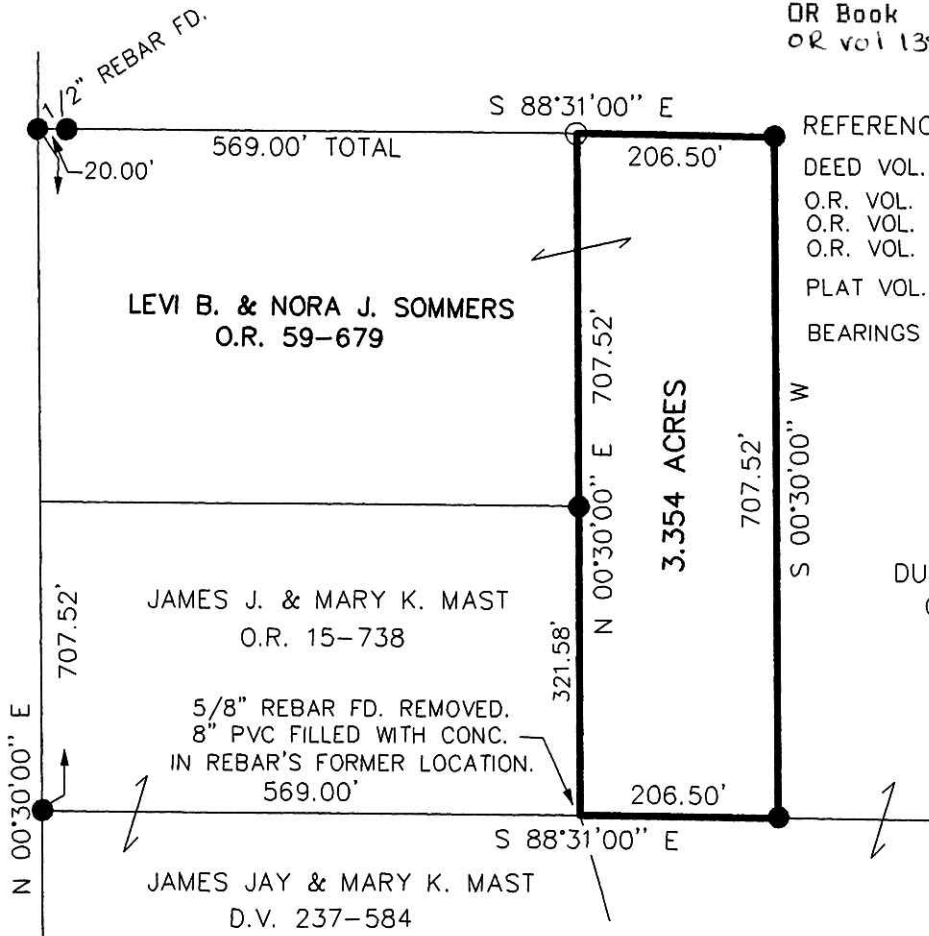 OR Book
OR vol 13
1/2" REBAR FD.
S 88°31'00" E
569.00' TOTAL
20.00'
206.50'
REFERENC
DEED VOL.
O.R. VOL.
O.R. VOL.
O.R. VOL.
PLAT VOL.
BEARINGS
LEVI B. & NORA J. SOMMERS
O.R. 59-679
N 00°30'00" E 707.52'
3.354 ACRES
707.52'
S 00°30'00" W
DU
JAMES J. & MARY K. MAST
O.R. 15-738
707.52'
N 00°30'00" E
321.58'
5/8" REBAR FD. REMOVED.
8" PVC FILLED WITH CONC.
IN REBAR'S FORMER LOCATION.
569.00'
206.50'
S 88°31'00" E
JAMES JAY & MARY K. MAST
D.V. 237-584